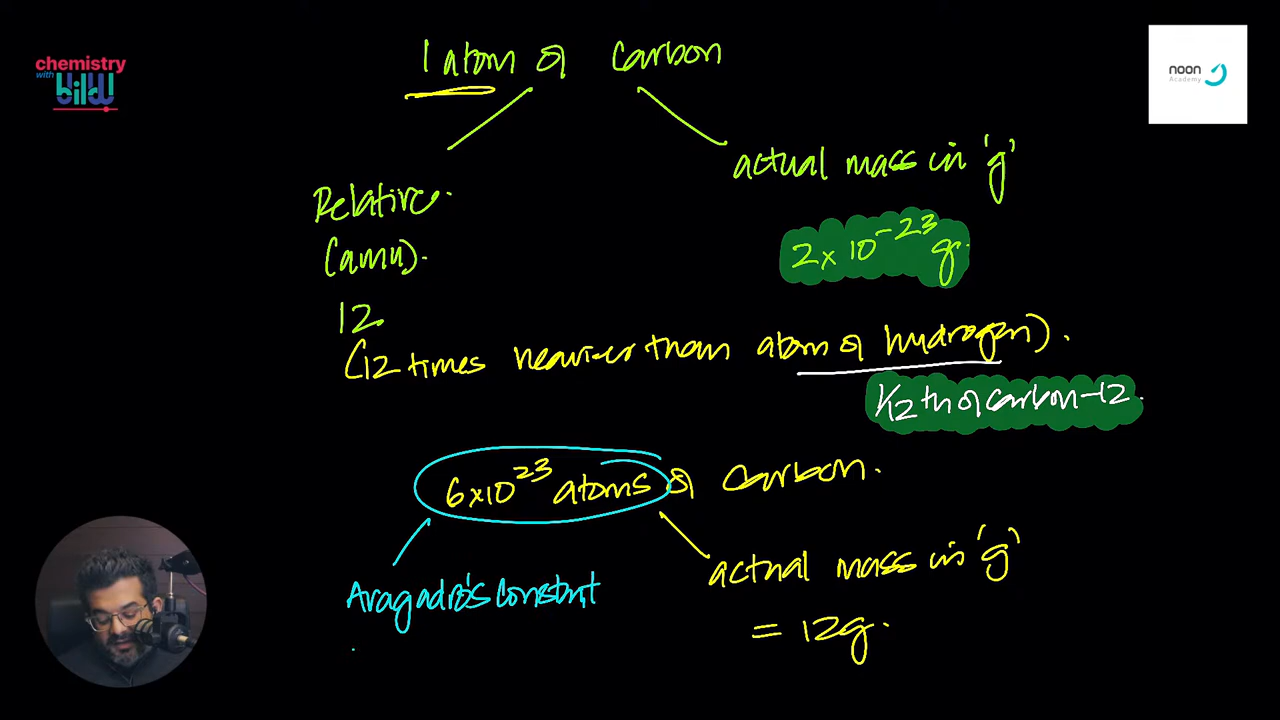 chemistry
with
bilal
noon
Academy
1 atom of carbon
actual mass in 'g'
Relative.
(amu).
2 x 10⁻²³ g.
12.
(12 times heavier than atom of hydrogen).
1/12 th of carbon-12.
6x10²³ atoms of carbon.
actual mass in 'g'
Avagadro's constant
= 12g.